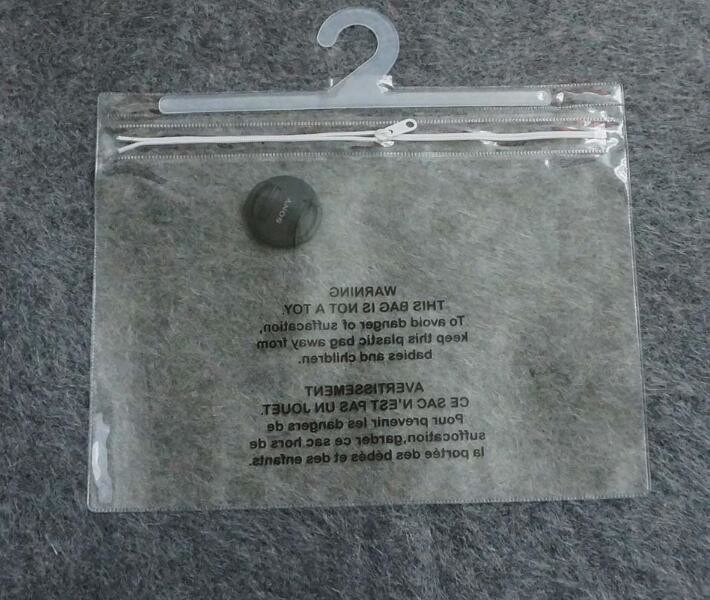 SONY
WARNING
THIS BAG IS NOT A TOY.
To avoid danger of suffacation,
keep this plastic bag away from
babies and children.
AVERTISSEMENT
CE SAC N'EST PAS UN JOUET.
Pour prevenir les dangers de
suffocation,garder ce sac hors de
la portée des bébés et des enfants.